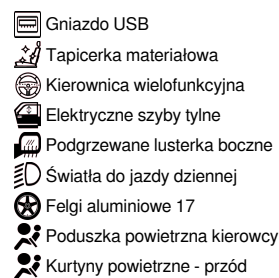 Gniazdo USB
Tapicerka materiałowa
Kierownica wielofunkcyjna
Elektryczne szyby tylne
Podgrzewane lusterka boczne
Światła do jazdy dziennej
Felgi aluminiowe 17
Poduszka powietrzna kierowcy
Kurtyny powietrzne - przód